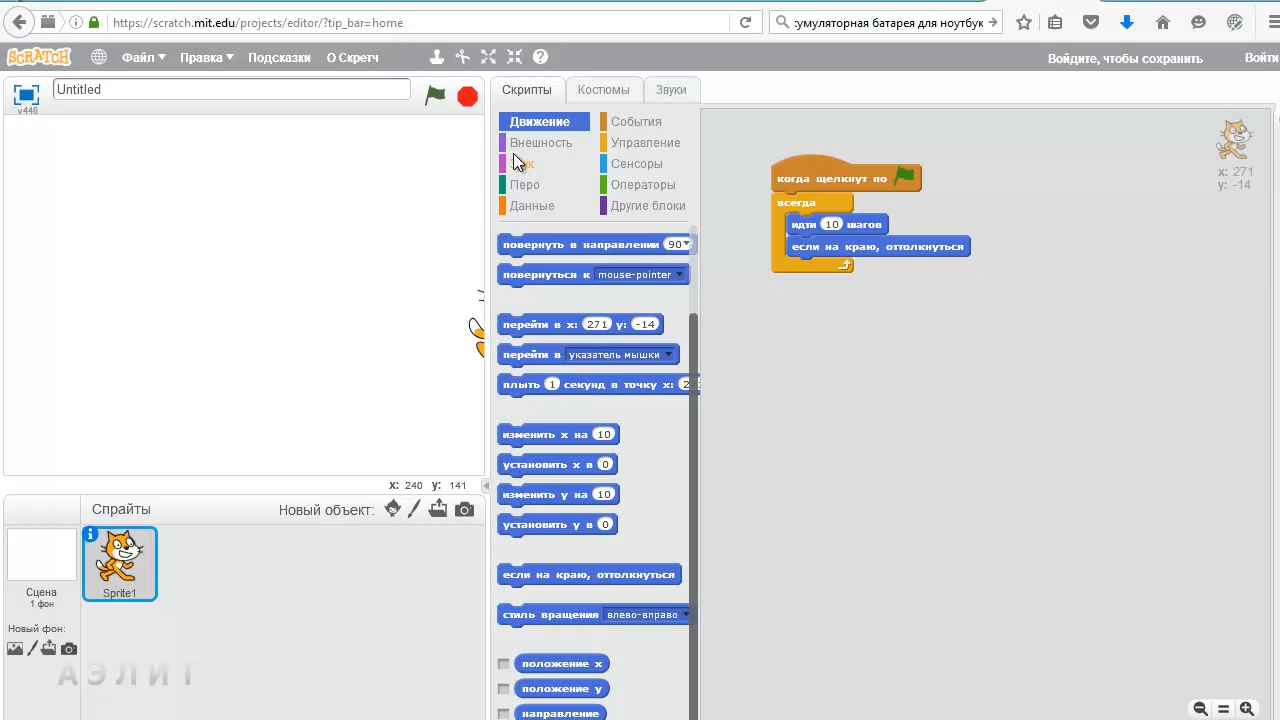 https://scratch.mit.edu/projects/editor/?tip_bar=home
:умуляторная батарея для ноутбук
SCRATCH
Файл
Правка
Подсказки
О Скретч
Войдите, чтобы сохранить
Войти
v448
Untitled
Скрипты
Костюмы
Звуки
Движение
События
Внешность
Управление
Сенсоры
Перо
Операторы
Данные
Другие блоки
x: 271
y: -14
когда щелкнут по
всегда
идти 10 шагов
если на краю, оттолкнуться
повернуть в направлении 90
повернуться к mouse-pointer
перейти в x: 271 y: -14
перейти в указатель мышки
плыть 1 секунд в точку x:
изменить x на 10
установить x в 0
изменить y на 10
установить y в 0
если на краю, оттолкнуться
стиль вращения влево-вправо
положение x
положение y
направление
x: 240 y: 141
Спрайты
Новый объект:
Sprite1
Сцена
1 фон
Новый фон:
АЭЛИТ